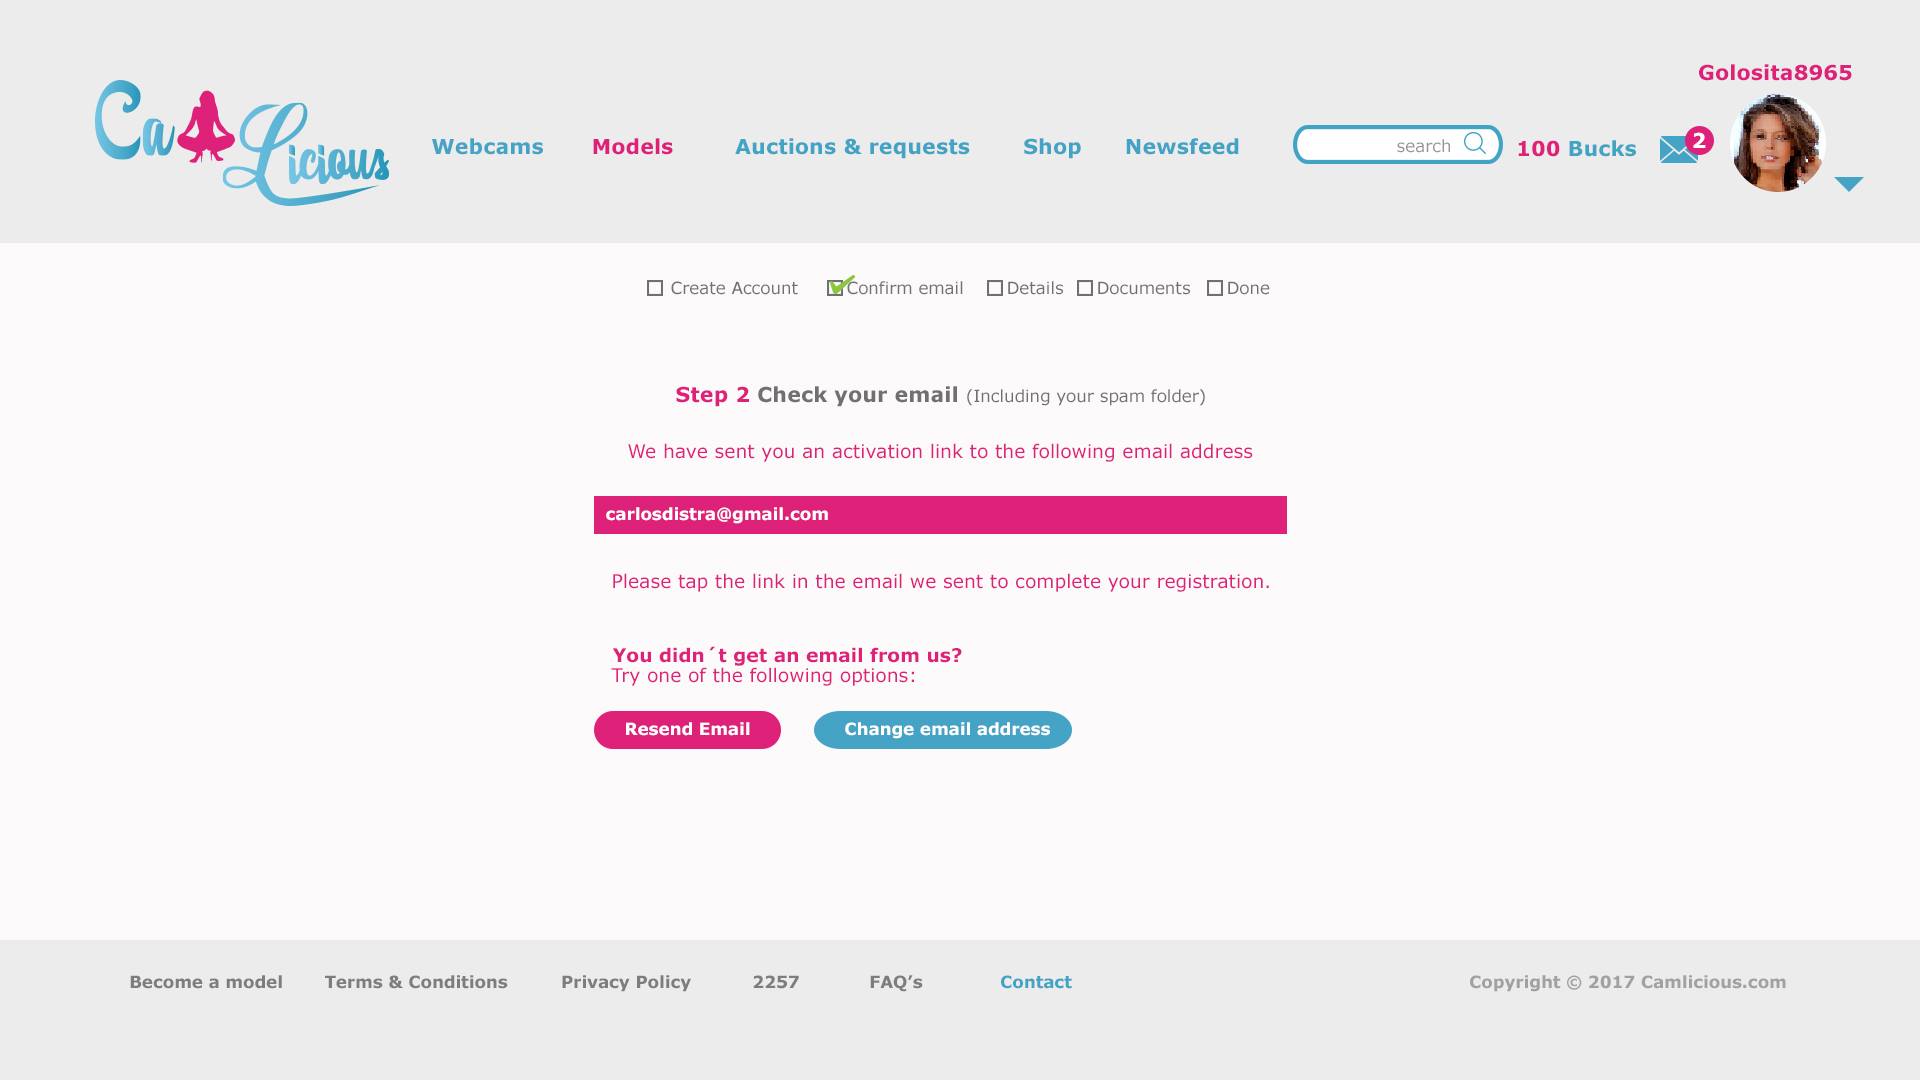 Golosita8965
Ca Licious
Webcams Models Auctions & requests Shop Newsfeed search 100 Bucks 2
Create Account Confirm email Details Documents Done
Step 2 Check your email (Including your spam folder)
We have sent you an activation link to the following email address
carlosdistra@gmail.com
Please tap the link in the email we sent to complete your registration.
You didn´t get an email from us?
Try one of the following options:
Resend Email Change email address
Become a model Terms & Conditions Privacy Policy 2257 FAQ’s Contact Copyright © 2017 Camlicious.com